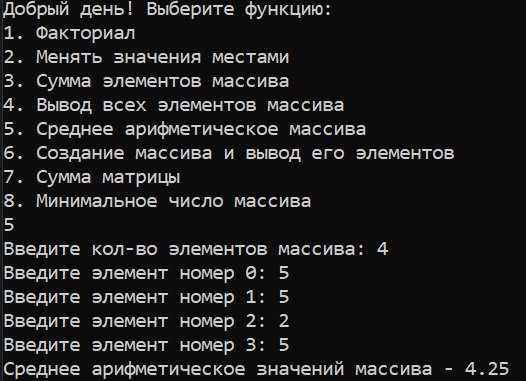 Добрый день! Выберите функцию:
1. Факториал
2. Менять значения местами
3. Сумма элементов массива
4. Вывод всех элементов массива
5. Среднее арифметическое массива
6. Создание массива и вывод его элементов
7. Сумма матрицы
8. Минимальное число массива
5
Введите кол-во элементов массива: 4
Введите элемент номер 0: 5
Введите элемент номер 1: 5
Введите элемент номер 2: 2
Введите элемент номер 3: 5
Среднее арифметическое значений массива - 4.25